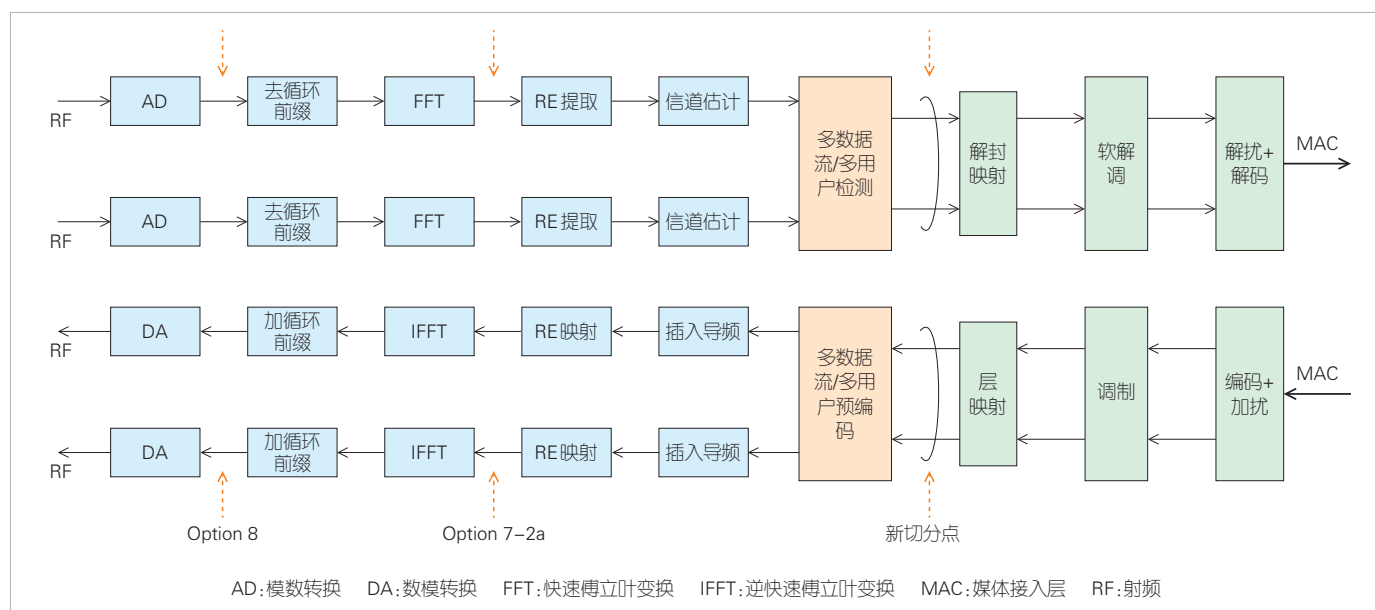 RF
AD
去循环
前缀
FFT
RE提取
信道估计
RF
AD
去循环
前缀
FFT
RE提取
信道估计
多数据
流/多用
户检测
解封
映射
软解
调
解扰+
解码
MAC
RF
DA
加循环
前缀
IFFT
RE映射
插入导频
RF
DA
加循环
前缀
IFFT
RE映射
插入导频
多数据
流/多用
户预编
码
层
映射
调制
编码+
加扰
MAC
Option 8
Option 7-2a
新切分点
AD:模数转换 DA:数模转换 FFT:快速傅立叶变换 IFFT:逆快速傅立叶变换 MAC:媒体接入层 RF:射频